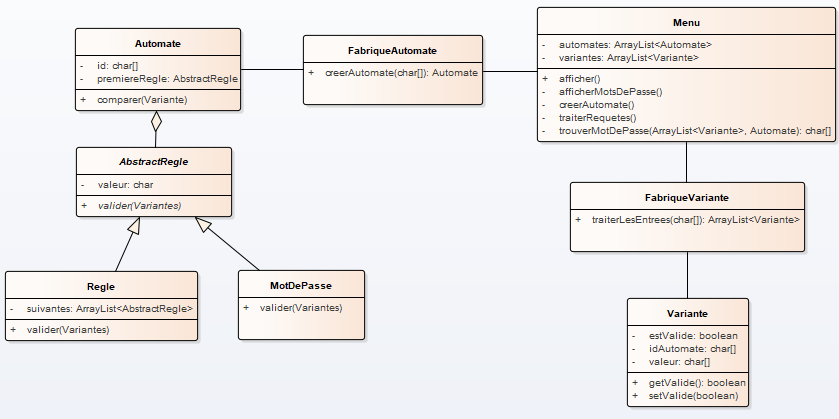 Automate
- id: char[]
- premiereRegle: AbstractRegle
+ comparer(Variante)
FabriqueAutomate
+ creerAutomate(char[]): Automate
Menu
- automates: ArrayList<Automate>
- variantes: ArrayList<Variante>
+ afficher()
- afficherMotsDePasse()
- creerAutomate()
- traiterRequetes()
- trouverMotDePasse(ArrayList<Variante>, Automate): char[]
AbstractRegle
- valeur: char
+ valider(Variantes)
FabriqueVariante
+ traiterLesEntrees(char[]): ArrayList<Variante>
Regle
- suivantes: ArrayList<AbstractRegle>
+ valider(Variantes)
MotDePasse
+ valider(Variantes)
Variante
- estValide: boolean
- idAutomate: char[]
- valeur: char[]
+ getValide(): boolean
+ setValide(boolean)